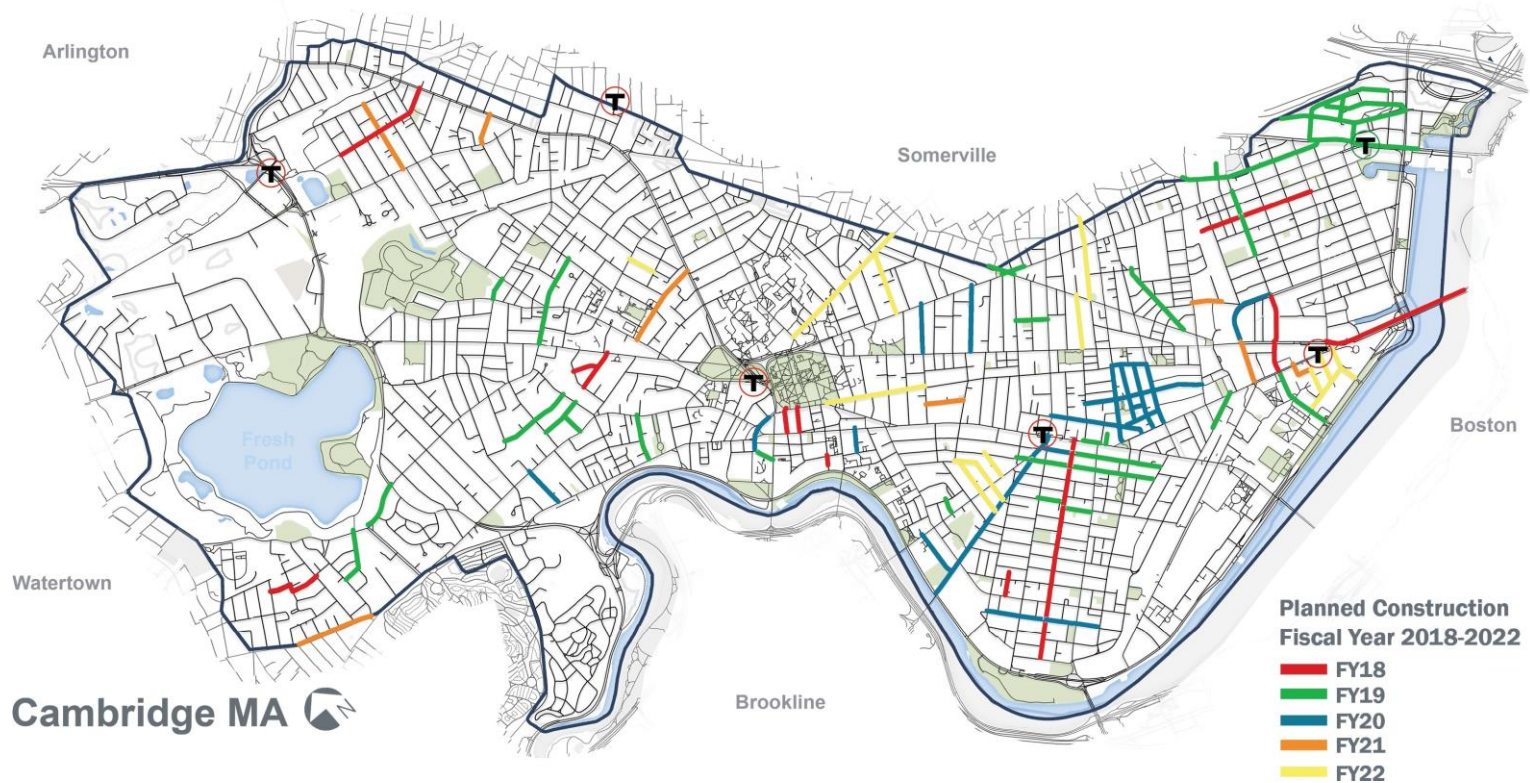 Arlington
T
T
Somerville
T
T
T
Boston
T
Fresh
Pond
Watertown
Brookline
Cambridge MA N
Planned Construction
Fiscal Year 2018-2022
FY18
FY19
FY20
FY21
FY22